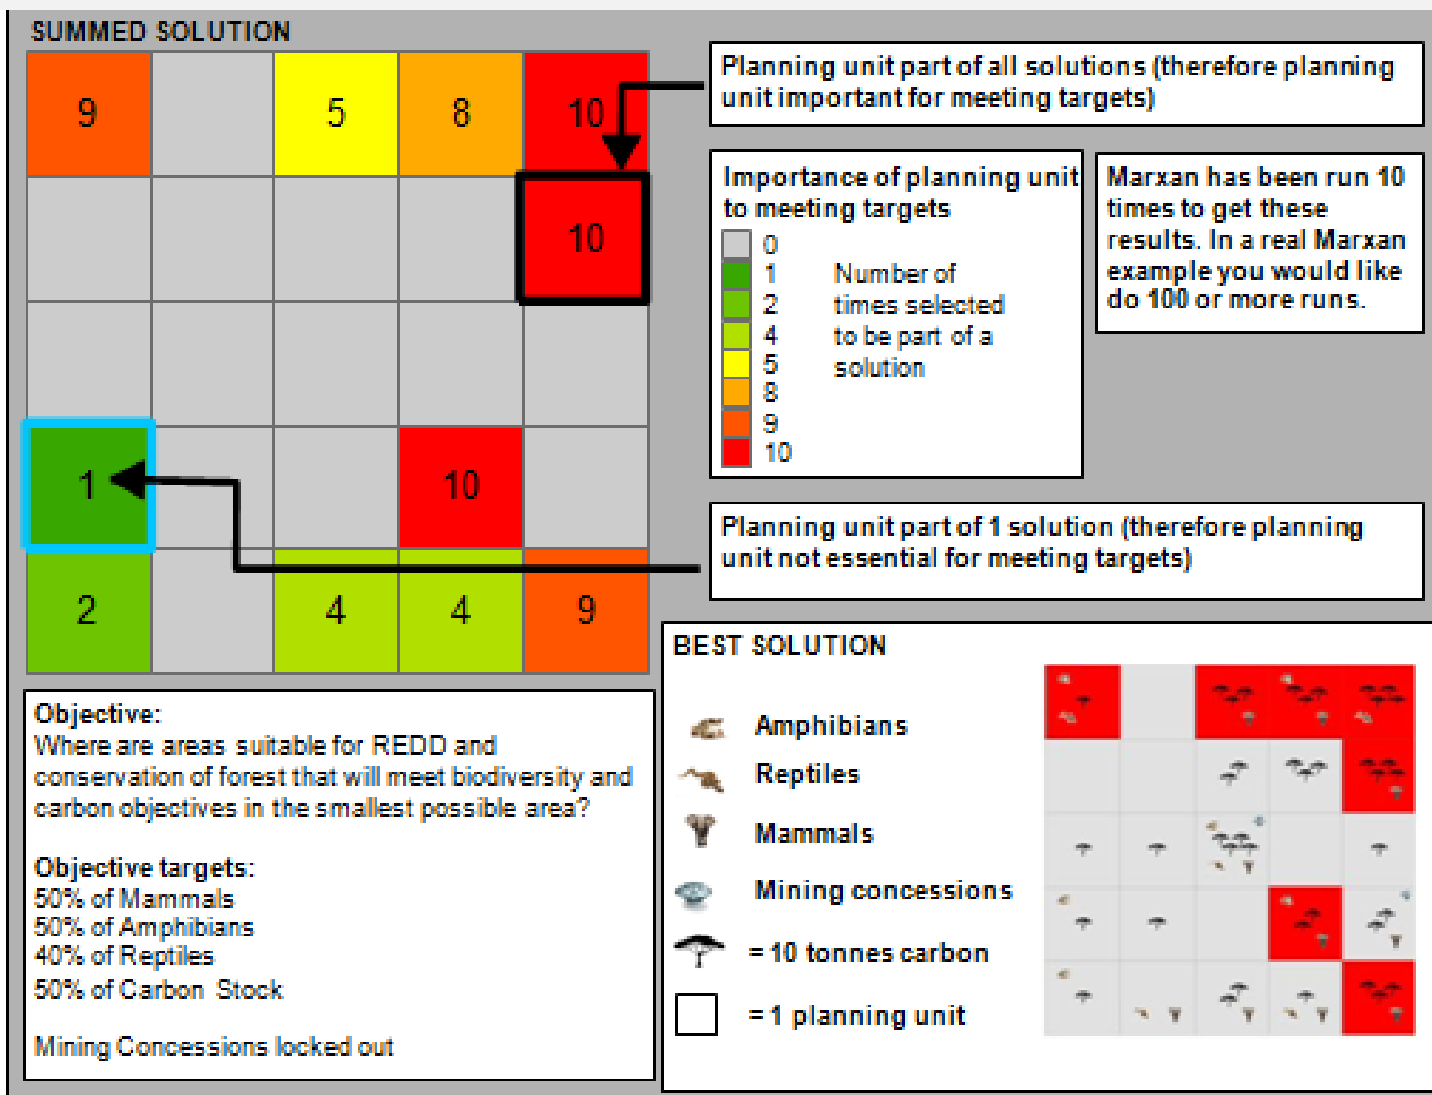 SUMMED SOLUTION
9
5
8
10
10
1
10
2
4
4
9
Planning unit part of all solutions (therefore planning
unit important for meeting targets)
Importance of planning unit
to meeting targets
0
1
2
4
5
8
9
10
Number of
times selected
to be part of a
solution
Marxan has been run 10
times to get these
results. In a real Marxan
example you would like
do 100 or more runs.
Planning unit part of 1 solution (therefore planning
unit not essential for meeting targets)
Objective:
Where are areas suitable for REDD and
conservation of forest that will meet biodiversity and
carbon objectives in the smallest possible area?
Objective targets:
50% of Mammals
50% of Amphibians
40% of Reptiles
50% of Carbon Stock
Mining Concessions locked out
BEST SOLUTION
Amphibians
Reptiles
Mammals
Mining concessions
= 10 tonnes carbon
= 1 planning unit